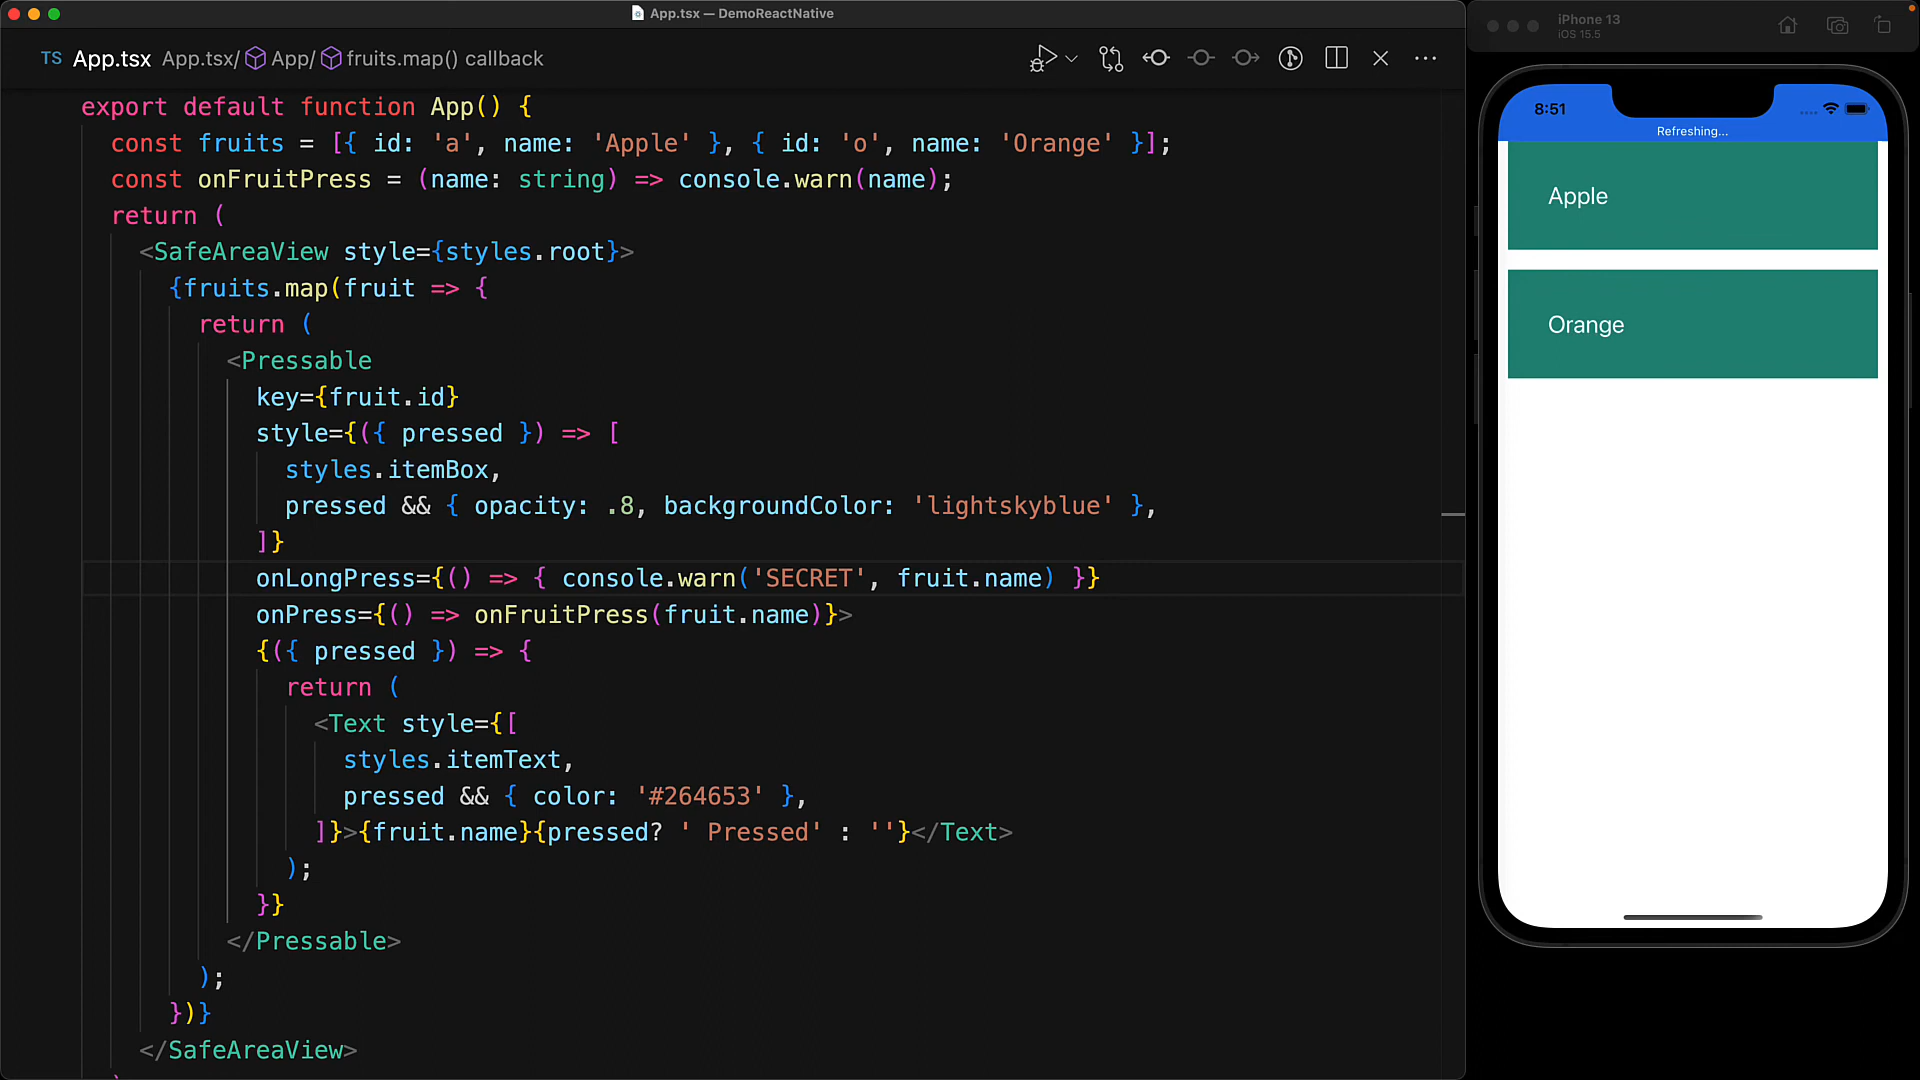 App.tsx — DemoReactNative
TS App.tsx App.tsx/ App/ fruits.map() callback
export default function App() {
const fruits = [{ id: 'a', name: 'Apple' }, { id: 'o', name: 'Orange' }];
const onFruitPress = (name: string) => console.warn(name);
return (
<SafeAreaView style={styles.root}>
{fruits.map(fruit => {
return (
<Pressable
key={fruit.id}
style={({ pressed }) => [
styles.itemBox,
pressed && { opacity: .8, backgroundColor: 'lightskyblue' },
]}
onLongPress={() => { console.warn('SECRET', fruit.name) }}
onPress={() => onFruitPress(fruit.name)}>
{({ pressed }) => {
return (
<Text style={[
styles.itemText,
pressed && { color: '#264653' },
]}>{fruit.name}{pressed? ' Pressed' : ''}</Text>
);
}}
</Pressable>
);
})}
</SafeAreaView>
iPhone 13
iOS 15.5
8:51
Refreshing...
Apple
Orange